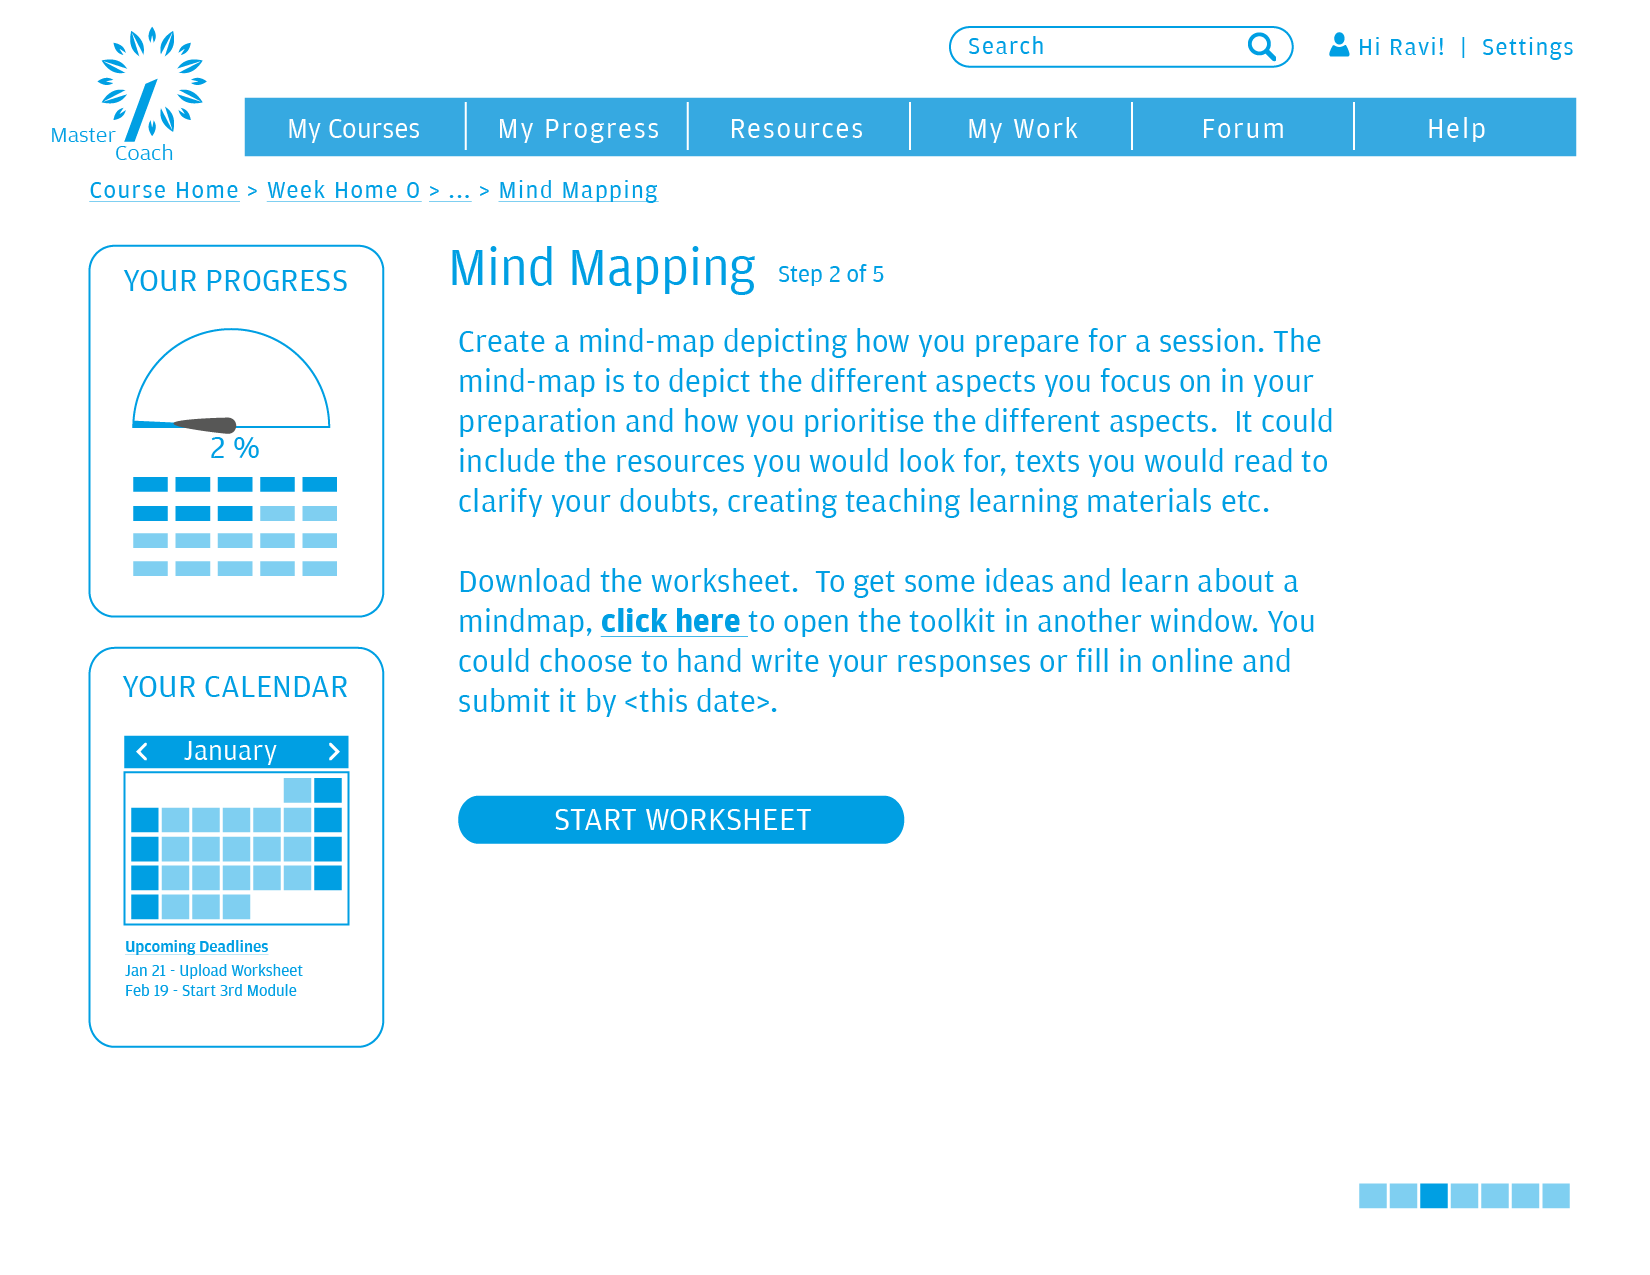 Master
Coach
Search
Hi Ravi! | Settings
My Courses
My Progress
Resources
My Work
Forum
Help
Course Home > Week Home 0 > ... > Mind Mapping
YOUR PROGRESS
2 %
YOUR CALENDAR
January
Upcoming Deadlines
Jan 21 - Upload Worksheet
Feb 19 - Start 3rd Module
Mind Mapping Step 2 of 5
Create a mind-map depicting how you prepare for a session. The
mind-map is to depict the different aspects you focus on in your
preparation and how you prioritise the different aspects.  It could
include the resources you would look for, texts you would read to
clarify your doubts, creating teaching learning materials etc.
Download the worksheet.  To get some ideas and learn about a
mindmap, click here to open the toolkit in another window. You
could choose to hand write your responses or fill in online and
submit it by <this date>.
START WORKSHEET